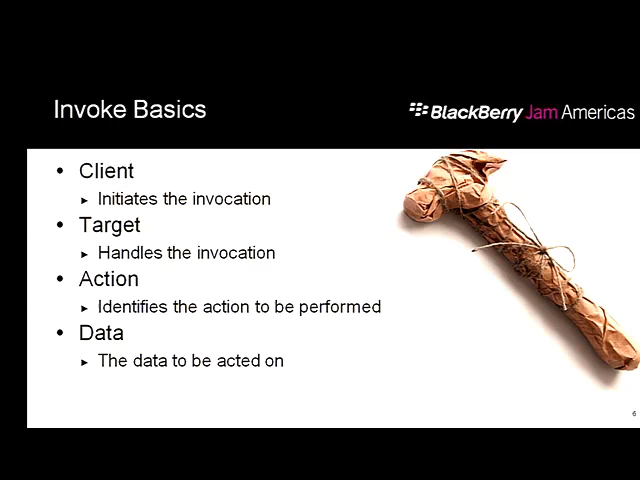 Invoke Basics
BlackBerry Jam Americas
• Client
▸ Initiates the invocation
• Target
▸ Handles the invocation
• Action
▸ Identifies the action to be performed
• Data
▸ The data to be acted on
6